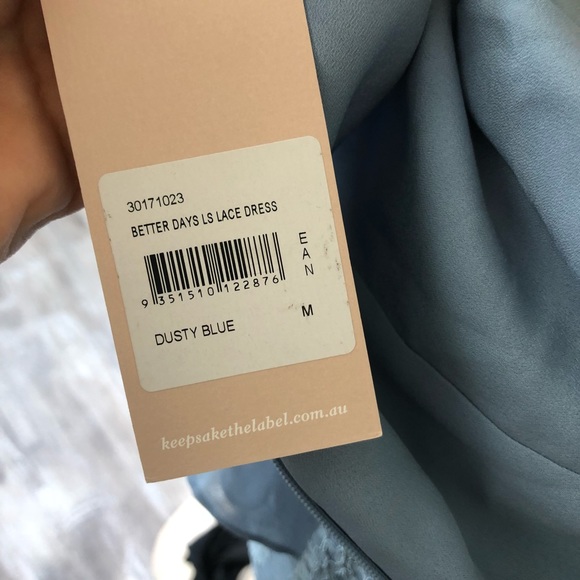 30171023
BETTER DAYS LS LACE DRESS
EAN
9 351510 122876
DUSTY BLUE
M
keepsakethelabel.com.au